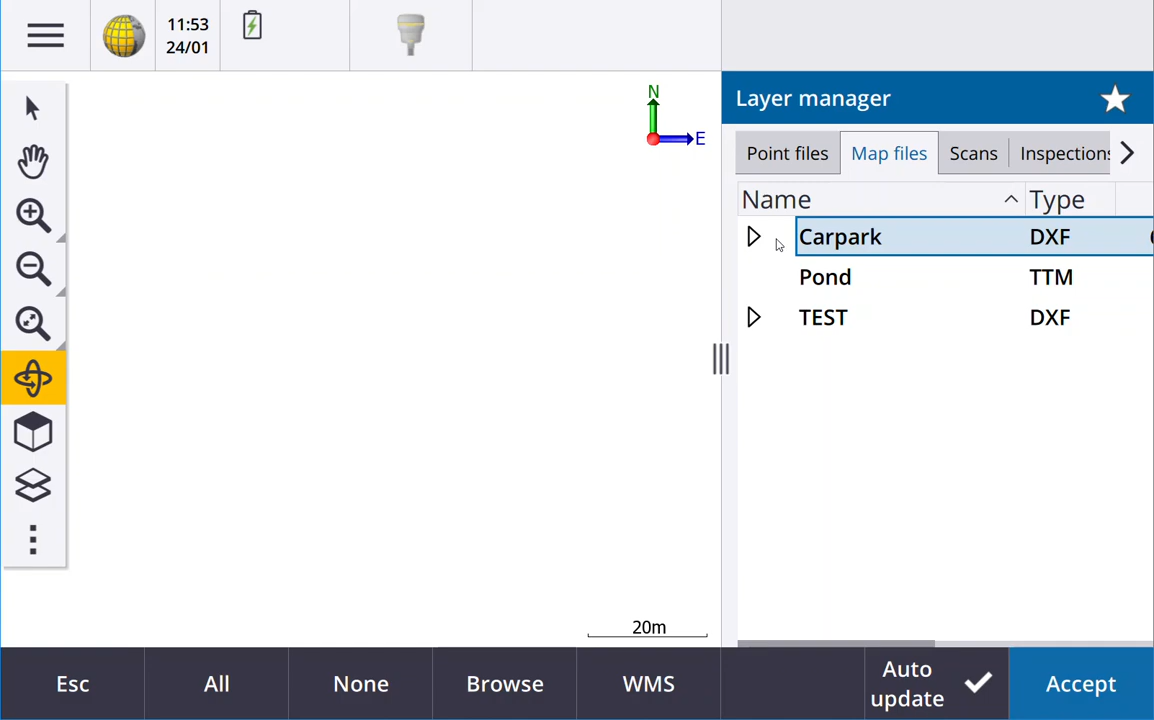 11:53
24/01
N
E
Layer manager
Point files Map files Scans Inspections
Name Type
Carpark DXF
Pond TTM
TEST DXF
20m
Esc All None Browse WMS Auto update Accept